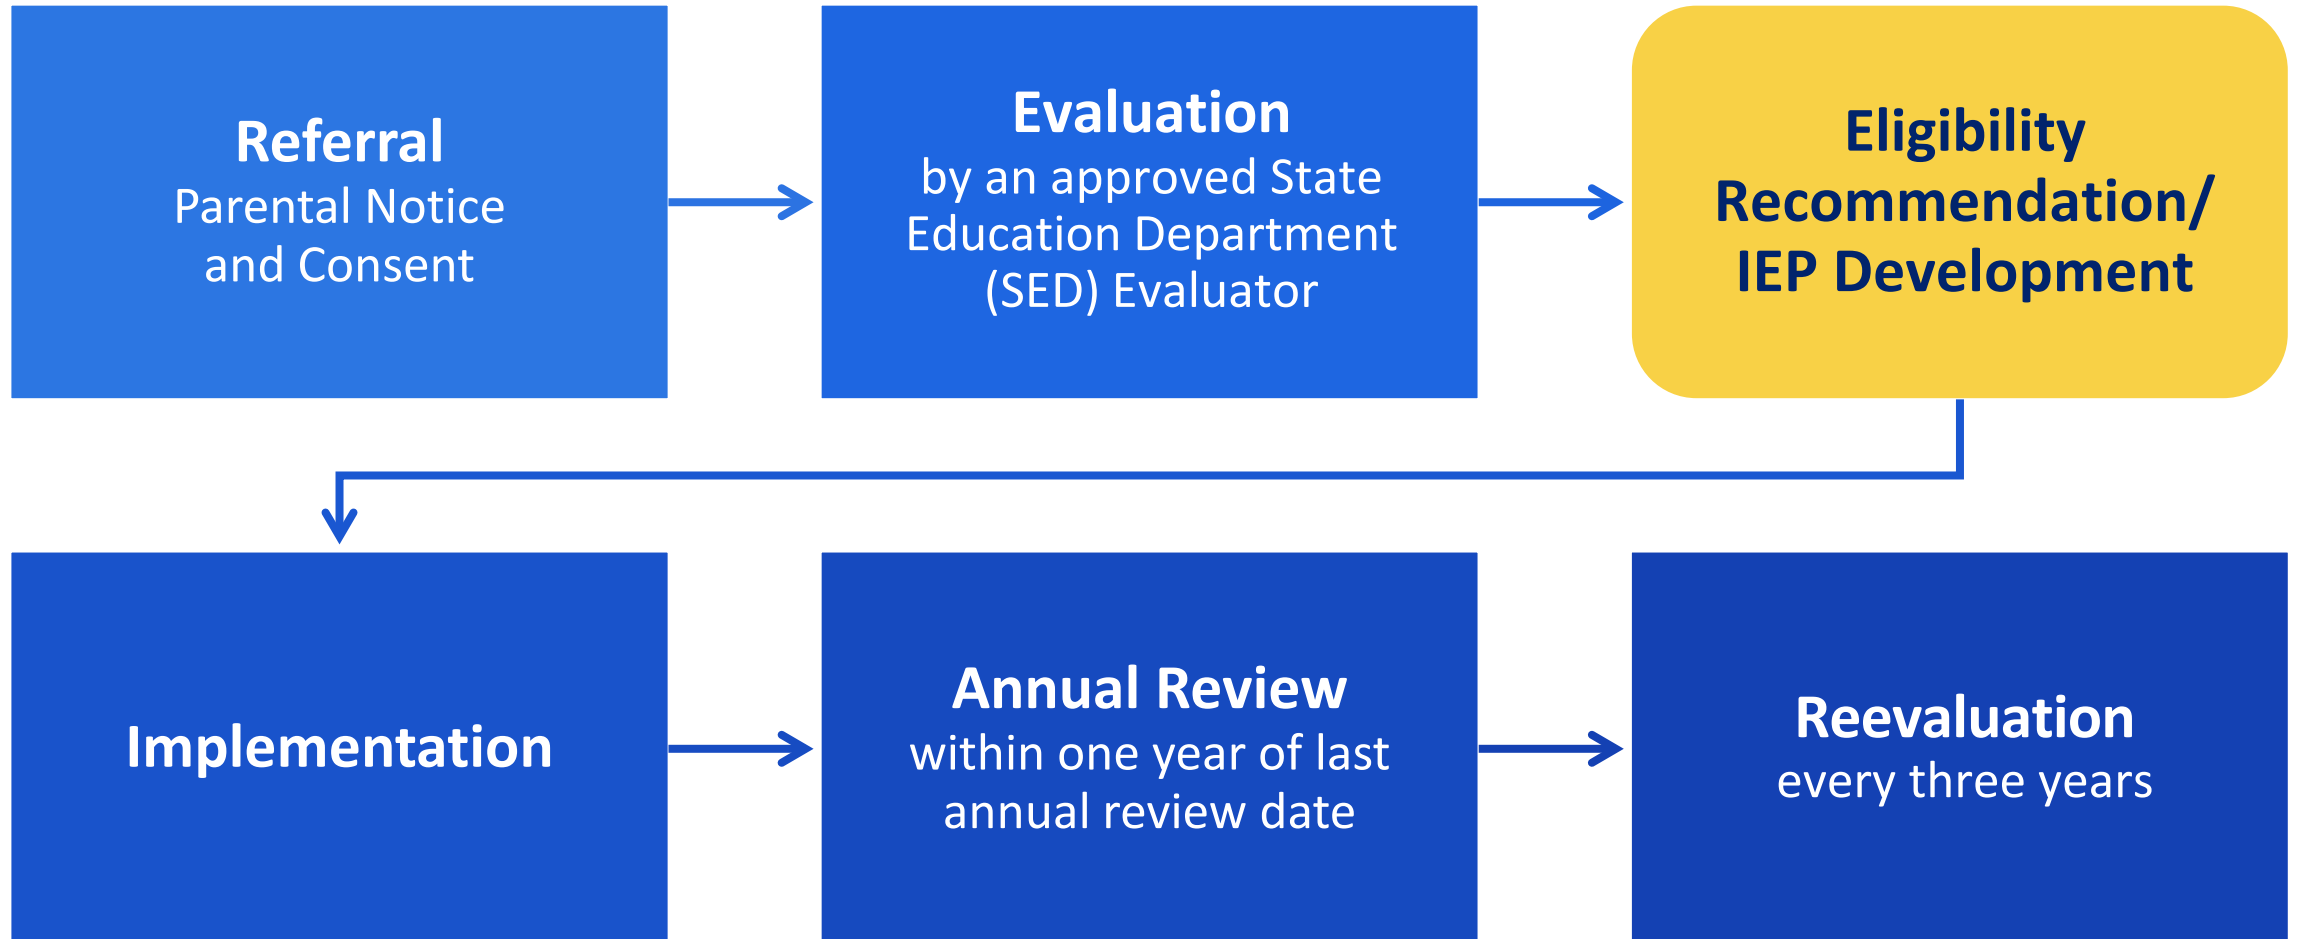 Referral
Parental Notice
and Consent
Evaluation
by an approved State
Education Department
(SED) Evaluator
Eligibility
Recommendation/
IEP Development
Implementation
Annual Review
within one year of last
annual review date
Reevaluation
every three years